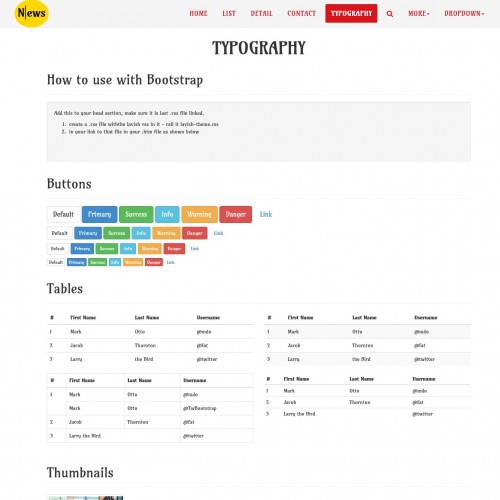 N|ews
HOME LIST DETAIL CONTACT TYPOGRAPHY MORE DROPDOWN
TYPOGRAPHY
How to use with Bootstrap
Add this to your head section, make sure it is last .css file linked.
1. create a .css file withthe lavish css in it - call it lavish-theme.css
2. in your link to that file in your .htm file as shown below
Buttons
Default Primary Success Info Warning Danger Link
Default Primary Success Info Warning Danger Link
Default Primary Success Info Warning Danger Link
Default Primary Success Info Warning Danger Link
Tables
# First Name Last Name Username
1 Mark Otto @mdo
2 Jacob Thornton @fat
3 Larry the Bird @twitter
# First Name Last Name Username
1 Mark Otto @mdo
2 Jacob Thornton @fat
3 Larry the Bird @twitter
# First Name Last Name Username
1 Mark Otto @mdo
Mark Otto @TwBootstrap
2 Jacob Thornton @fat
3 Larry the Bird @twitter
# First Name Last Name Username
1 Mark Otto @mdo
2 Jacob Thornton @fat
3 Larry the Bird @twitter
Thumbnails